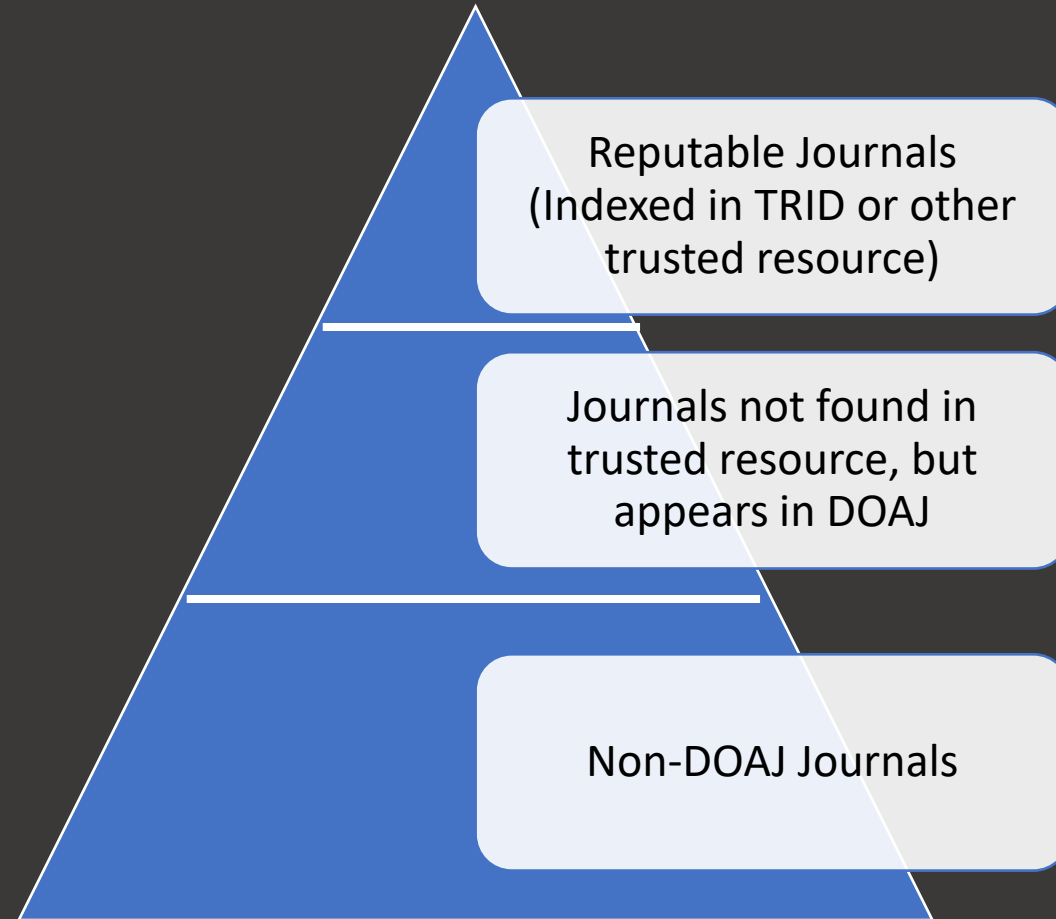 Reputable Journals
(Indexed in TRID or other
trusted resource)
Journals not found in
trusted resource, but
appears in DOAJ
Non-DOAJ Journals